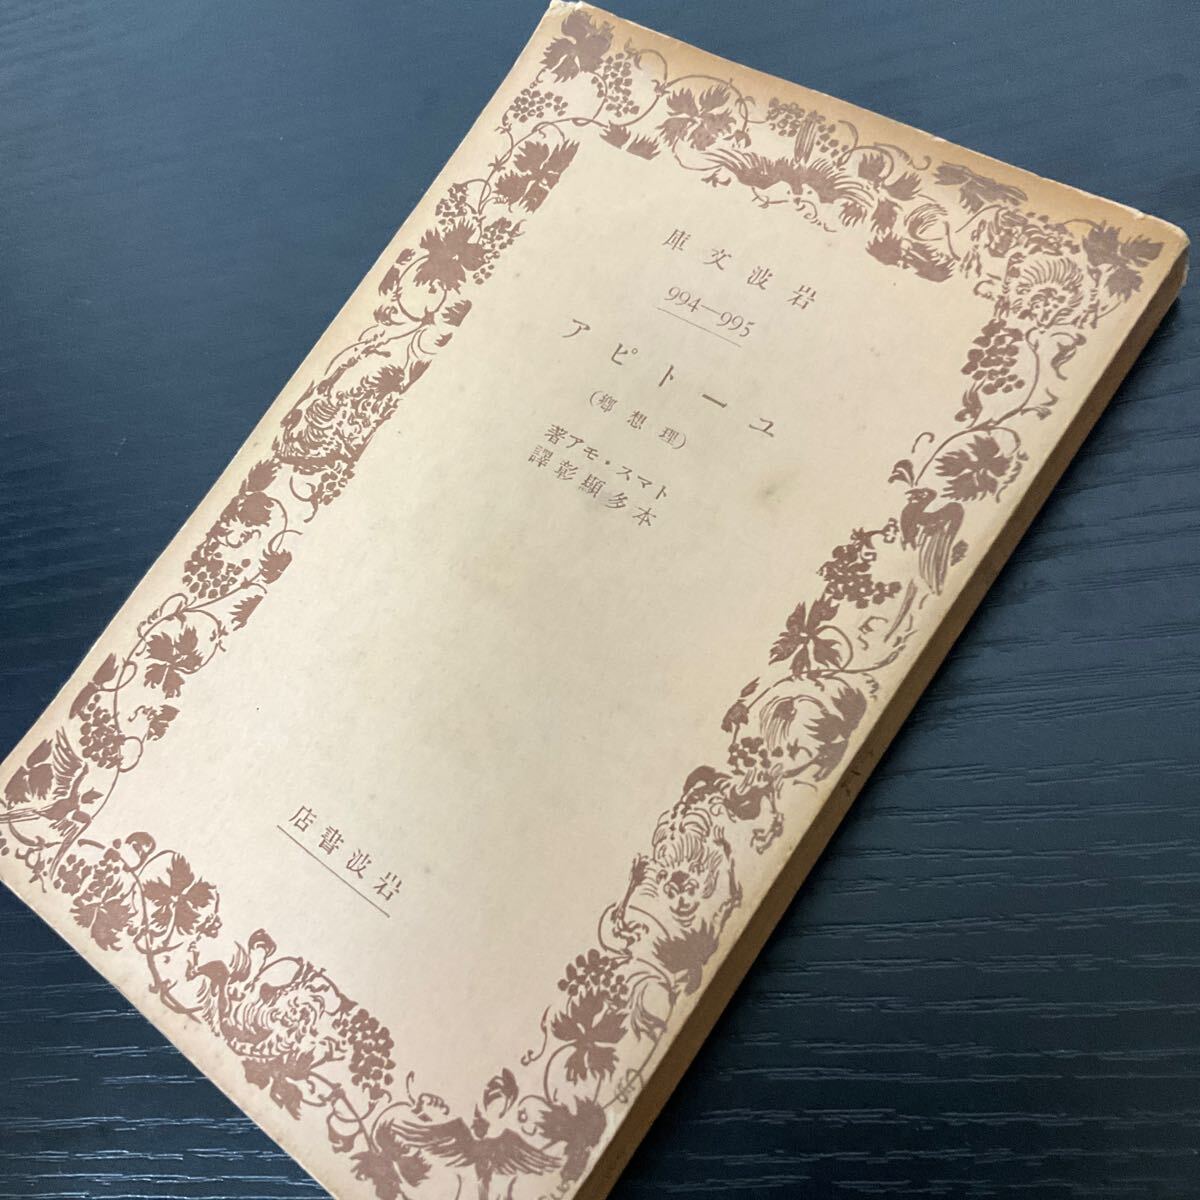 岩波文庫
994—995
ユートピア
(理想鄕)
トマス・モア著
本多顯彰譯
岩波書店